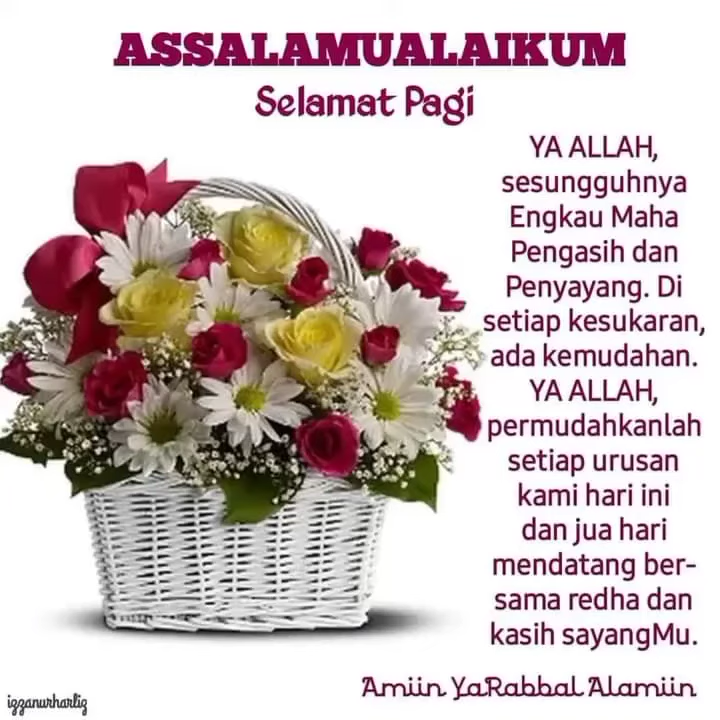 ASSALAMUALAIKUM
Selamat Pagi
YA ALLAH,
sesungguhnya
Engkau Maha
Pengasih dan
Penyayang. Di
setiap kesukaran,
ada kemudahan.
YA ALLAH,
permudahkanlah
setiap urusan
kami hari ini
dan jua hari
mendatang ber-
sama redha dan
kasih sayangMu.
Amiin YaRabbal Alamiin
izzanurharliz